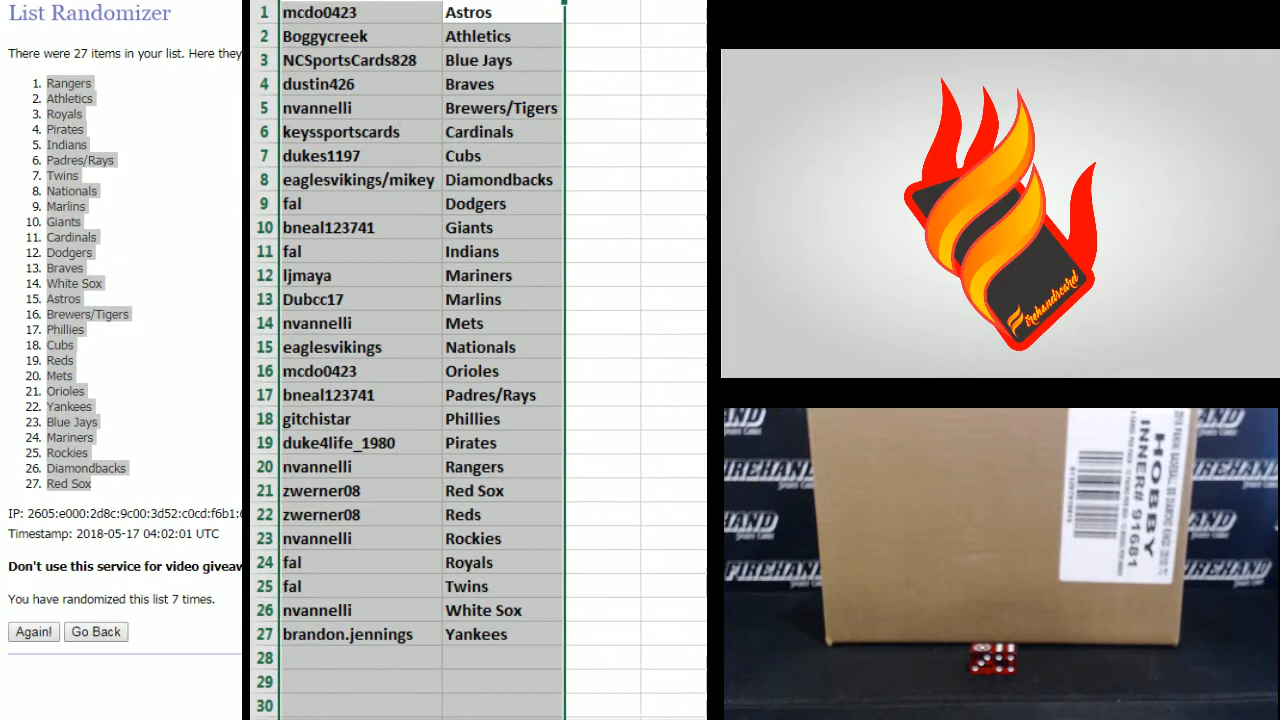 List Randomizer
There were 27 items in your list. Here they
1. Rangers
2. Athletics
3. Royals
4. Pirates
5. Indians
6. Padres/Rays
7. Twins
8. Nationals
9. Marlins
10. Giants
11. Cardinals
12. Dodgers
13. Braves
14. White Sox
15. Astros
16. Brewers/Tigers
17. Phillies
18. Cubs
19. Reds
20. Mets
21. Orioles
22. Yankees
23. Blue Jays
24. Mariners
25. Rockies
26. Diamondbacks
27. Red Sox
IP: 2605:e000:2d8c:9c00:3d52:c0cd:f6b1:
Timestamp: 2018-05-17 04:02:01 UTC
Don't use this service for video giveaw
You have randomized this list 7 times.
Again! Go Back
1 mcdo0423 Astros
2 Boggycreek Athletics
3 NCSportsCards828 Blue Jays
4 dustin426 Braves
5 nvannelli Brewers/Tigers
6 keyssportscards Cardinals
7 dukes1197 Cubs
8 eaglesvikings/mikey Diamondbacks
9 fal Dodgers
10 bneal123741 Giants
11 fal Indians
12 ljmaya Mariners
13 Dubcc17 Marlins
14 nvannelli Mets
15 eaglesvikings Nationals
16 mcdo0423 Orioles
17 bneal123741 Padres/Rays
18 gitchistar Phillies
19 duke4life_1980 Pirates
20 nvannelli Rangers
21 zwerner08 Red Sox
22 zwerner08 Reds
23 nvannelli Rockies
24 fal Royals
25 fal Twins
26 nvannelli White Sox
27 brandon.jennings Yankees
28
29
30
Firehandscard
HOBBY
INNER# 91681
FIREHAND